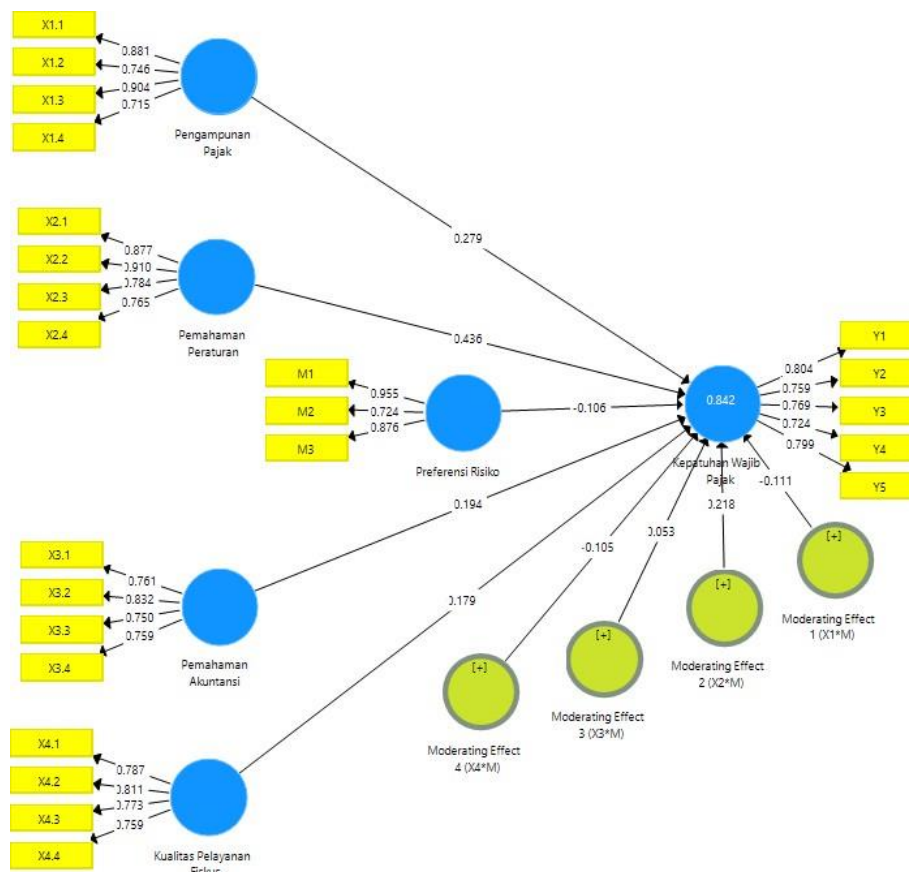 X1.1
X1.2
X1.3
X1.4
0.881
0.746
0.904
0.715
Pengampunan
Pajak
0.279
X2.1
X2.2
X2.3
X2.4
0.877
0.910
0.784
0.765
Pemahaman
Peraturan
0.436
M1
M2
M3
0.955
0.724
0.876
Preferensi Risiko
-0.106
0.842
Kepatuhan Wajib
Pajak
0.804
0.759
0.769
0.724
0.799
Y1
Y2
Y3
Y4
Y5
X3.1
X3.2
X3.3
X3.4
0.761
0.832
0.750
0.759
Pemahaman
Akuntansi
0.194
X4.1
X4.2
X4.3
X4.4
0.787
0.811
0.773
0.759
Kualitas Pelayanan
Fiskus
0.179
-0.105
0.053
0.218
-0.111
[+]
Moderating Effect
1 (X1*M)
[+]
Moderating Effect
2 (X2*M)
[+]
Moderating Effect
3 (X3*M)
[+]
Moderating Effect
4 (X4*M)